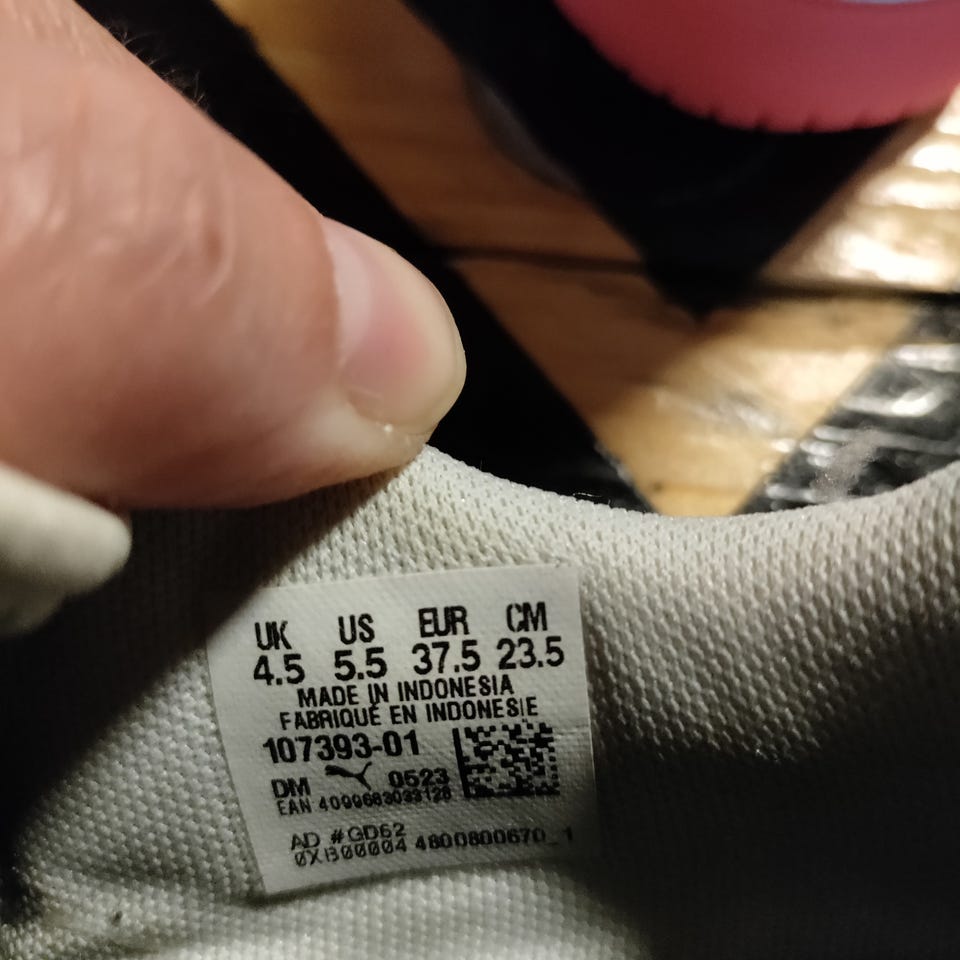 UK US EUR CM
4.5 5.5 37.5 23.5
MADE IN INDONESIA
FABRIQUÉ EN INDONESIE
107393-01
DM 0523
EAN 4099683033128
AD #GD62
0XB00004 4800800670_1